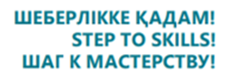 ШЕБЕРЛІККЕ ҚАДАМ!
STEP TO SKILLS!
ШАГ К МАСТЕРСТВУ!